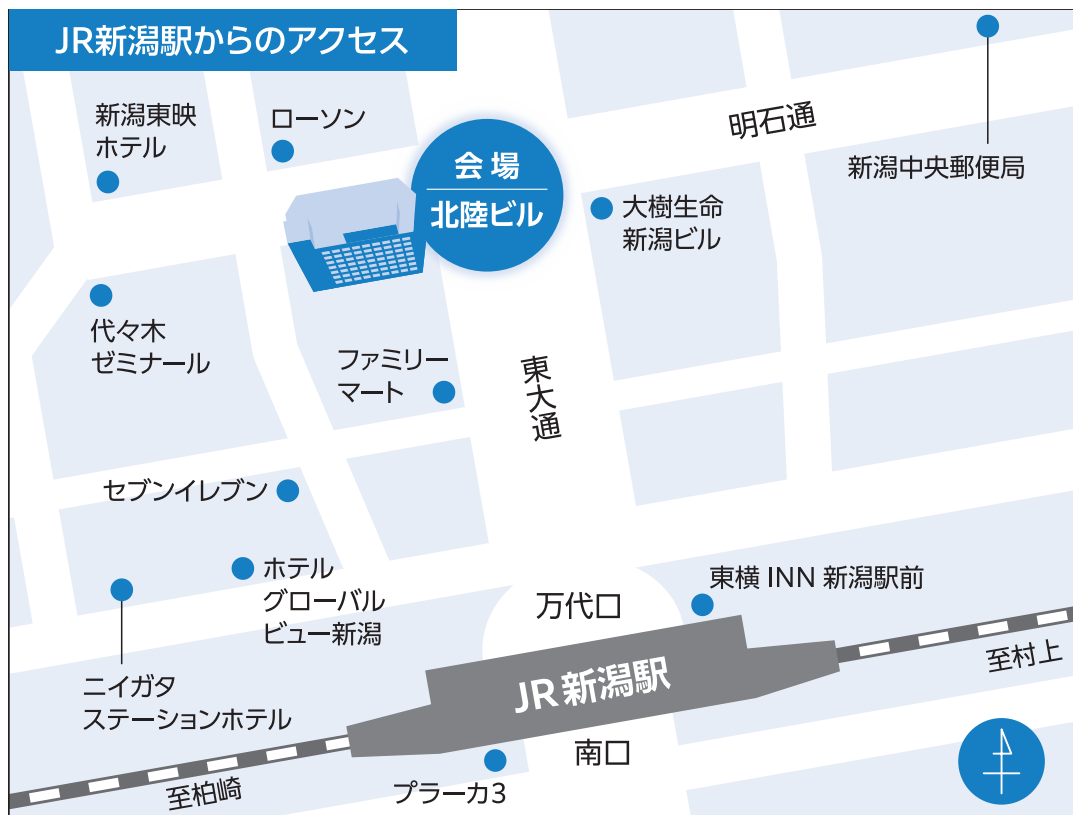 JR新潟駅からのアクセス
新潟東映
ホテル
ローソン
会場
北陸ビル
明石通
新潟中央郵便局
大樹生命
新潟ビル
代々木
ゼミナール
ファミリー
マート
東大通
セブンイレブン
ホテル
グローバル
ビュー新潟
ニイガタ
ステーションホテル
万代口
東横 INN 新潟駅前
JR新潟駅
至村上
南口
至柏崎
プラーカ3